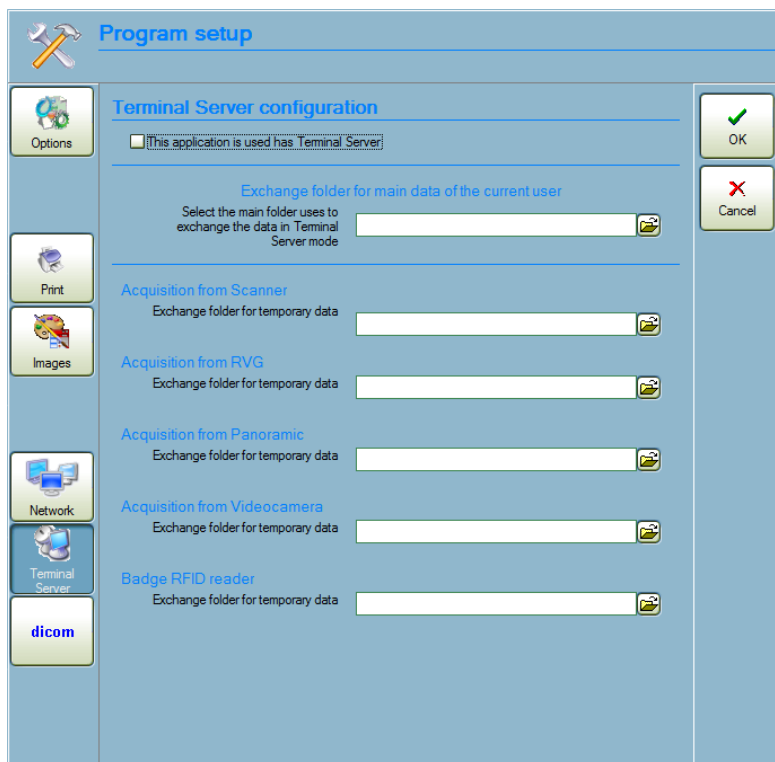 Program setup
Options
Print
Images
Network
Terminal
Server
dicom
Terminal Server configuration
This application is used has Terminal Server
Exchange folder for main data of the current user
Select the main folder uses to
exchange the data in Terminal
Server mode
Acquisition from Scanner
Exchange folder for temporary data
Acquisition from RVG
Exchange folder for temporary data
Acquisition from Panoramic
Exchange folder for temporary data
Acquisition from Videocamera
Exchange folder for temporary data
Badge RFID reader
Exchange folder for temporary data
OK
Cancel